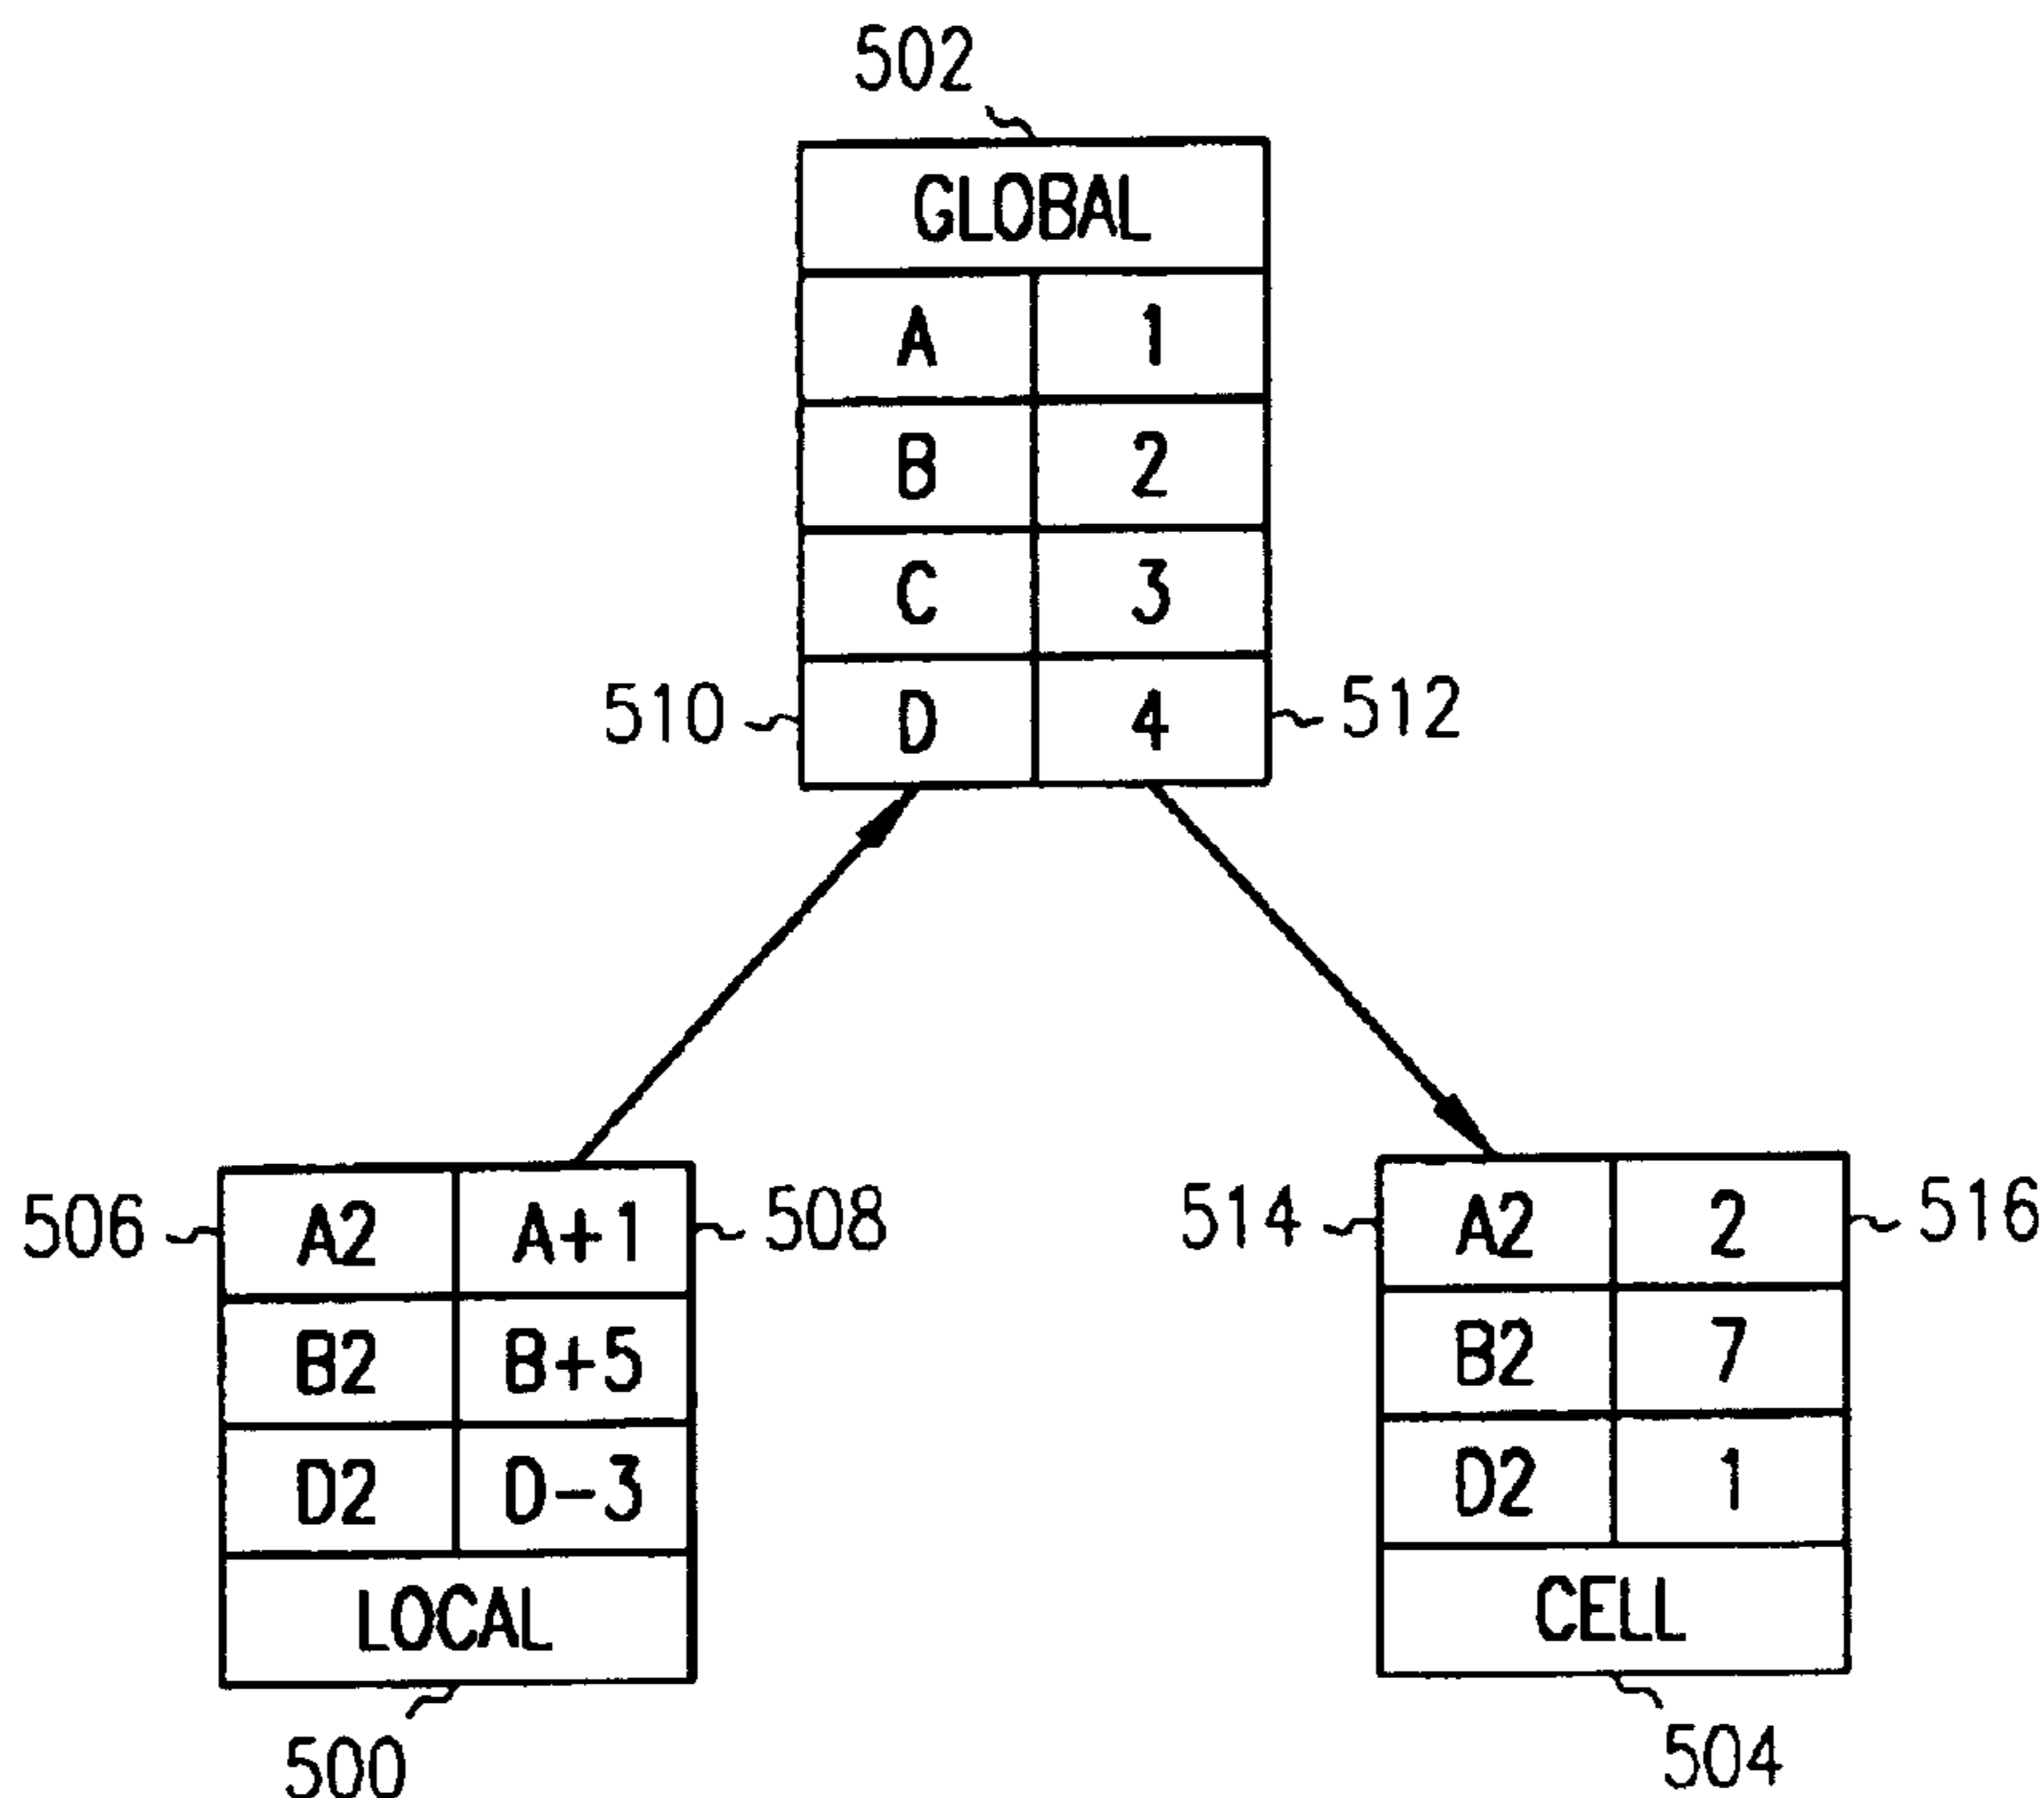 502
GLOBAL
A 1
B 2
C 3
510 D 4 512
506 A2 A+1 508
B2 B+5
D2 D-3
LOCAL
500
514 A2 2 516
B2 7
D2 1
CELL
504